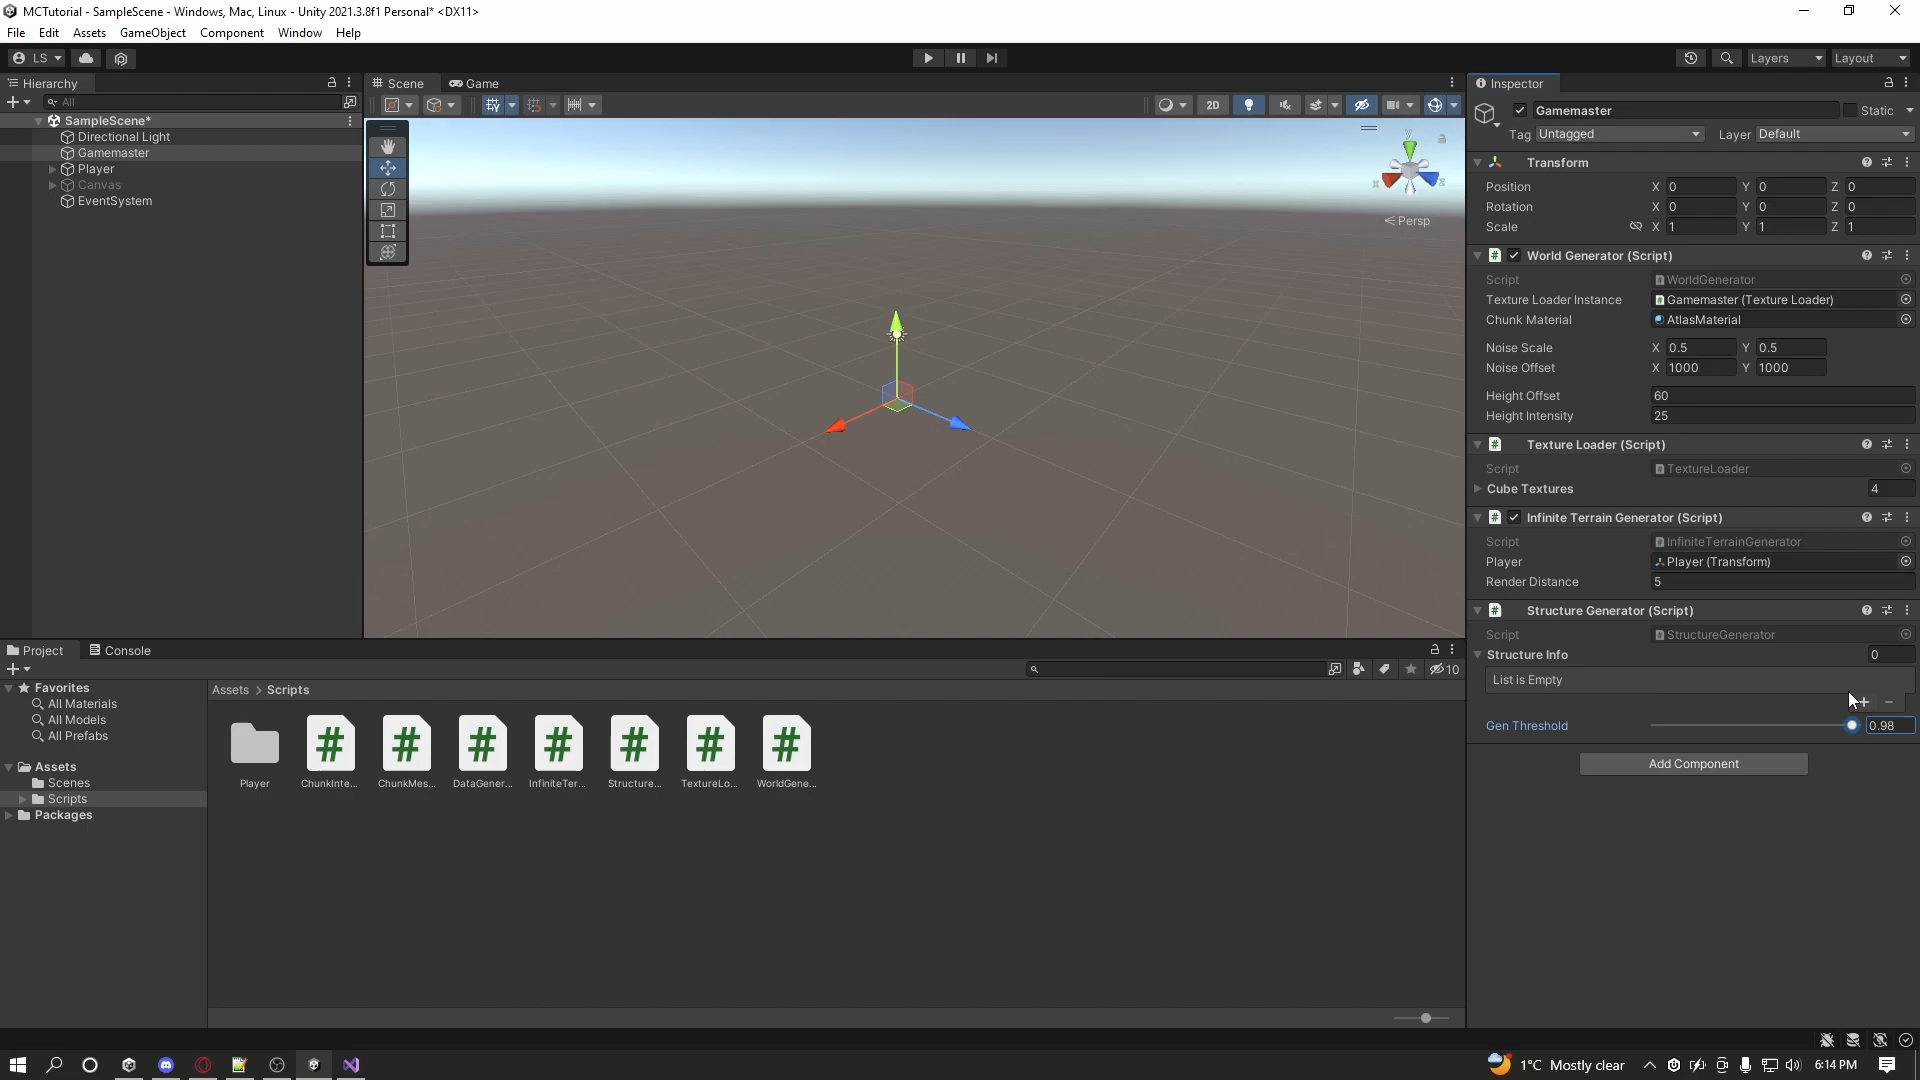 MCTutorial - SampleScene - Windows, Mac, Linux - Unity 2021.3.8f1 Personal* <DX11>
File Edit Assets GameObject Component Window Help
LS Layers Layout
Hierarchy
All
SampleScene*
Directional Light
Gamemaster
Player
Canvas
EventSystem
Scene Game
2D
y
x z
Persp
Inspector
Gamemaster Static
Tag Untagged Layer Default
Transform
Position X 0 Y 0 Z 0
Rotation X 0 Y 0 Z 0
Scale X 1 Y 1 Z 1
World Generator (Script)
Script WorldGenerator
Texture Loader Instance Gamemaster (Texture Loader)
Chunk Material AtlasMaterial
Noise Scale X 0.5 Y 0.5
Noise Offset X 1000 Y 1000
Height Offset 60
Height Intensity 25
Texture Loader (Script)
Script TextureLoader
Cube Textures 4
Infinite Terrain Generator (Script)
Script InfiniteTerrainGenerator
Player Player (Transform)
Render Distance 5
Structure Generator (Script)
Script StructureGenerator
Structure Info 0
List is Empty
Gen Threshold 0.98
Add Component
Project Console
10
Favorites
All Materials
All Models
All Prefabs
Assets
Scenes
Scripts
Packages
Assets > Scripts
Player ChunkInte... ChunkMes... DataGener... InfiniteTer... Structure... TextureLo... WorldGene...
1°C Mostly clear 6:14 PM